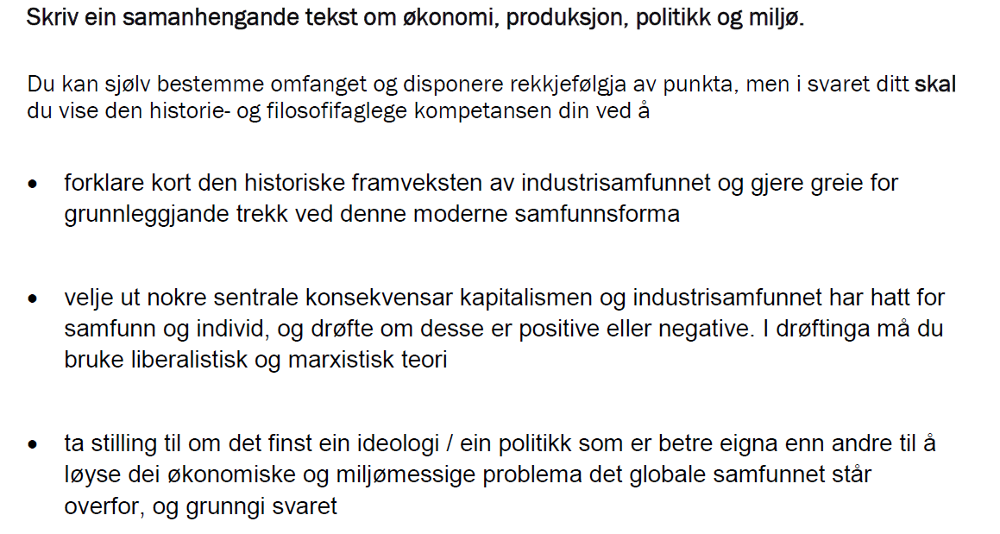 Skriv ein samanhengande tekst om økonomi, produksjon, politikk og miljø.
Du kan sjølv bestemme omfanget og disponere rekkjefølgja av punkta, men i svaret ditt skal
du vise den historie- og filosofifaglege kompetansen din ved å
• forklare kort den historiske framveksten av industrisamfunnet og gjere greie for
grunnleggjande trekk ved denne moderne samfunnsforma
• velje ut nokre sentrale konsekvensar kapitalismen og industrisamfunnet har hatt for
samfunn og individ, og drøfte om desse er positive eller negative. I drøftinga må du
bruke liberalistisk og marxistisk teori
• ta stilling til om det finst ein ideologi / ein politikk som er betre eigna enn andre til å
løyse dei økonomiske og miljømessige problema det globale samfunnet står
overfor, og grunngi svaret